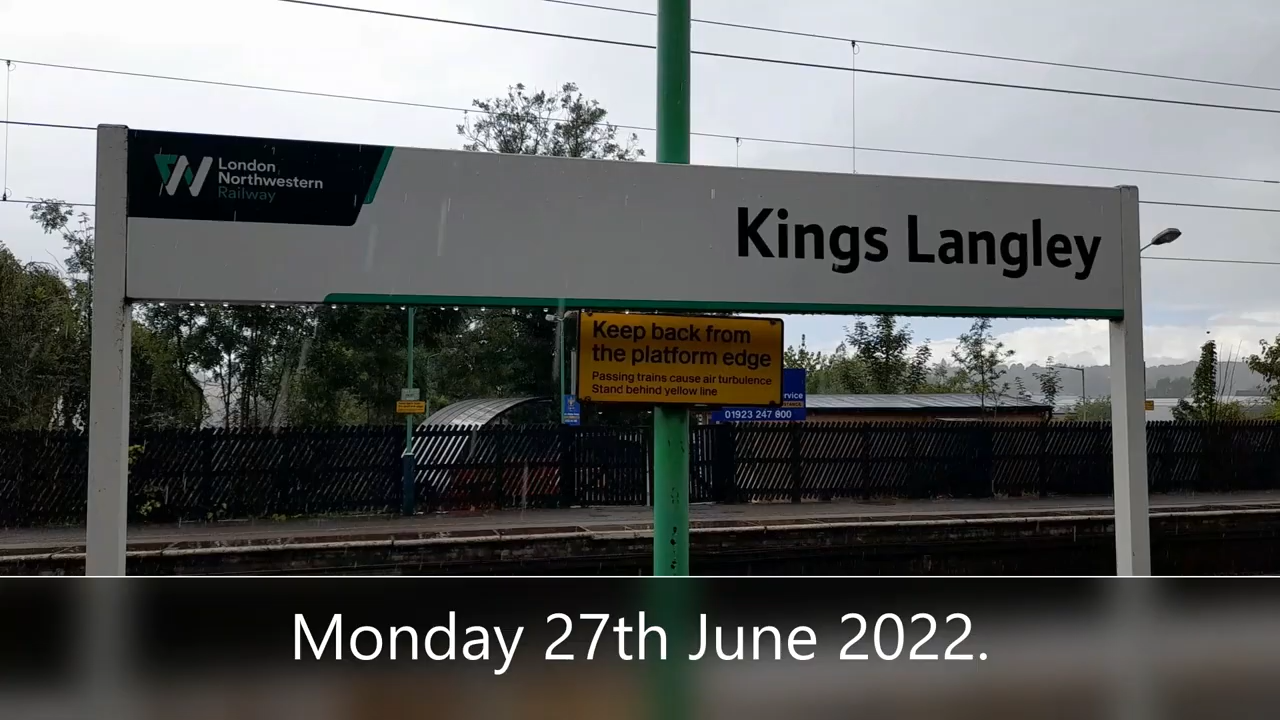 London
Northwestern
Railway
Kings Langley
Keep back from
the platform edge
Passing trains cause air turbulence
Stand behind yellow line
rvice
01923 247 800
Monday 27th June 2022.